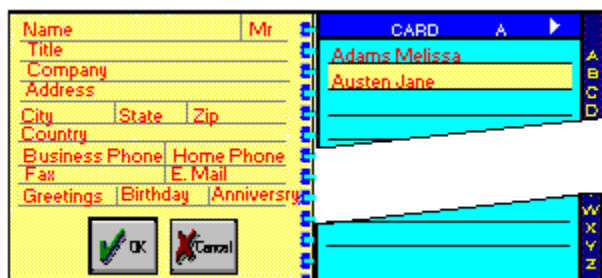 Name Mr
Title
Company
Address
City State Zip
Country
Business Phone Home Phone
Fax E. Mail
Greetings Birthday Anniversry
OK Cancel
CARD A
Adams Melissa
Austen Jane
A
B
C
D
W
X
Y
Z